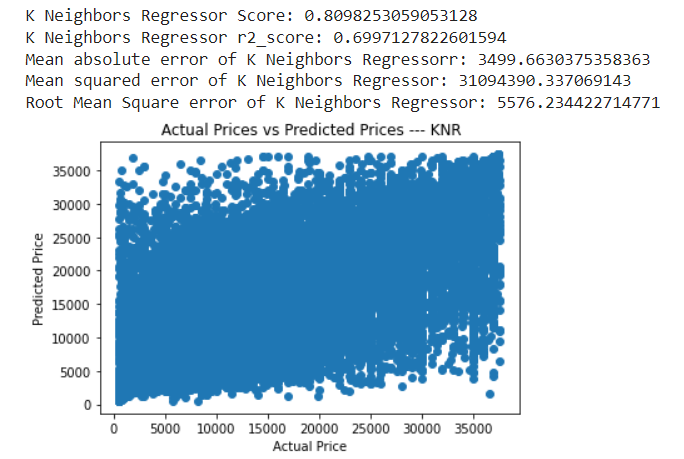 K Neighbors Regressor Score: 0.8098253059053128
K Neighbors Regressor r2_score: 0.6997127822601594
Mean absolute error of K Neighbors Regressorr: 3499.6630375358363
Mean squared error of K Neighbors Regressor: 31094390.337069143
Root Mean Square error of K Neighbors Regressor: 5576.234422714771
Actual Prices vs Predicted Prices --- KNR
35000
30000
25000
20000
15000
10000
5000
0
Predicted Price
0 5000 10000 15000 20000 25000 30000 35000
Actual Price